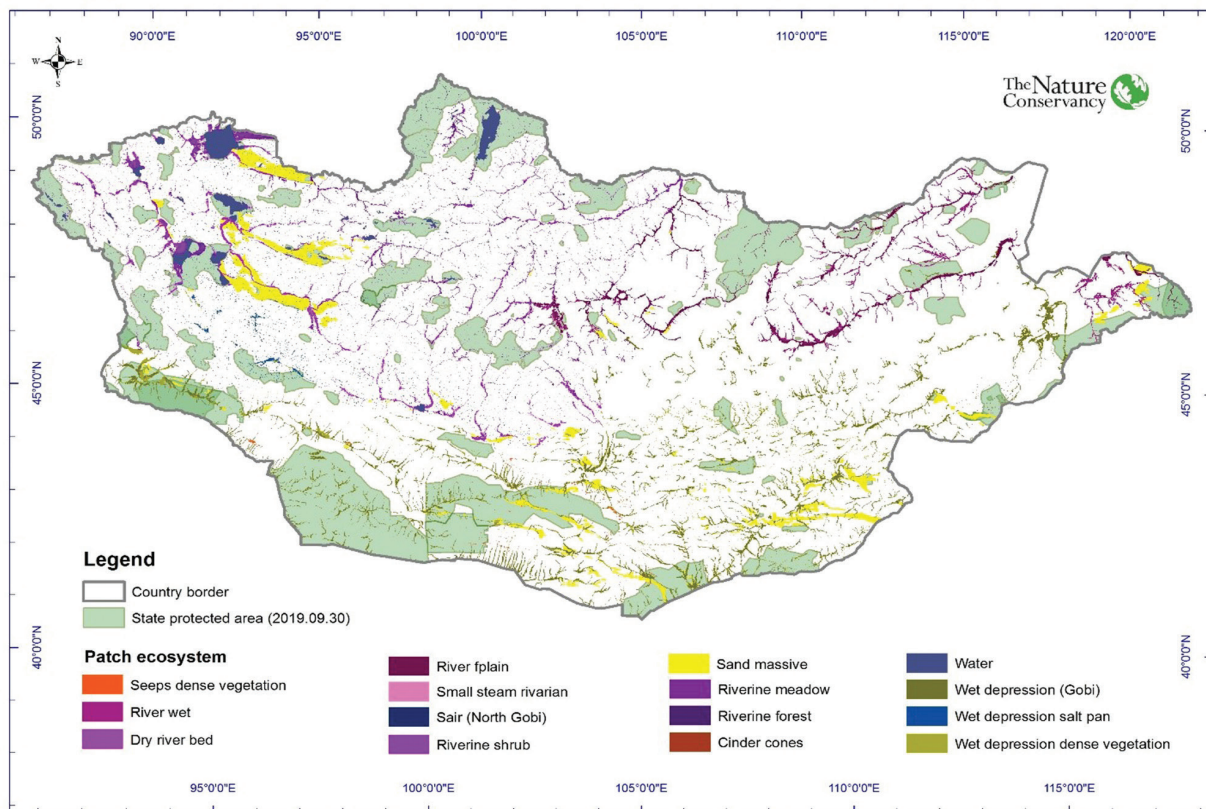 90°0'0"E 95°0'0"E 100°0'0"E 105°0'0"E 110°0'0"E 115°0'0"E 120°0'0"E
N
W E
S
The Nature
Conservancy
50°0'0"N 50°0'0"N
45°0'0"N 45°0'0"N
40°0'0"N 40°0'0"N
Legend
Country border
State protected area (2019.09.30)
Patch ecosystem
Seeps dense vegetation
River wet
Dry river bed
River fplain
Small steam rivarian
Sair (North Gobi)
Riverine shrub
Sand massive
Riverine meadow
Riverine forest
Cinder cones
Water
Wet depression (Gobi)
Wet depression salt pan
Wet depression dense vegetation
95°0'0"E 100°0'0"E 105°0'0"E 110°0'0"E 115°0'0"E